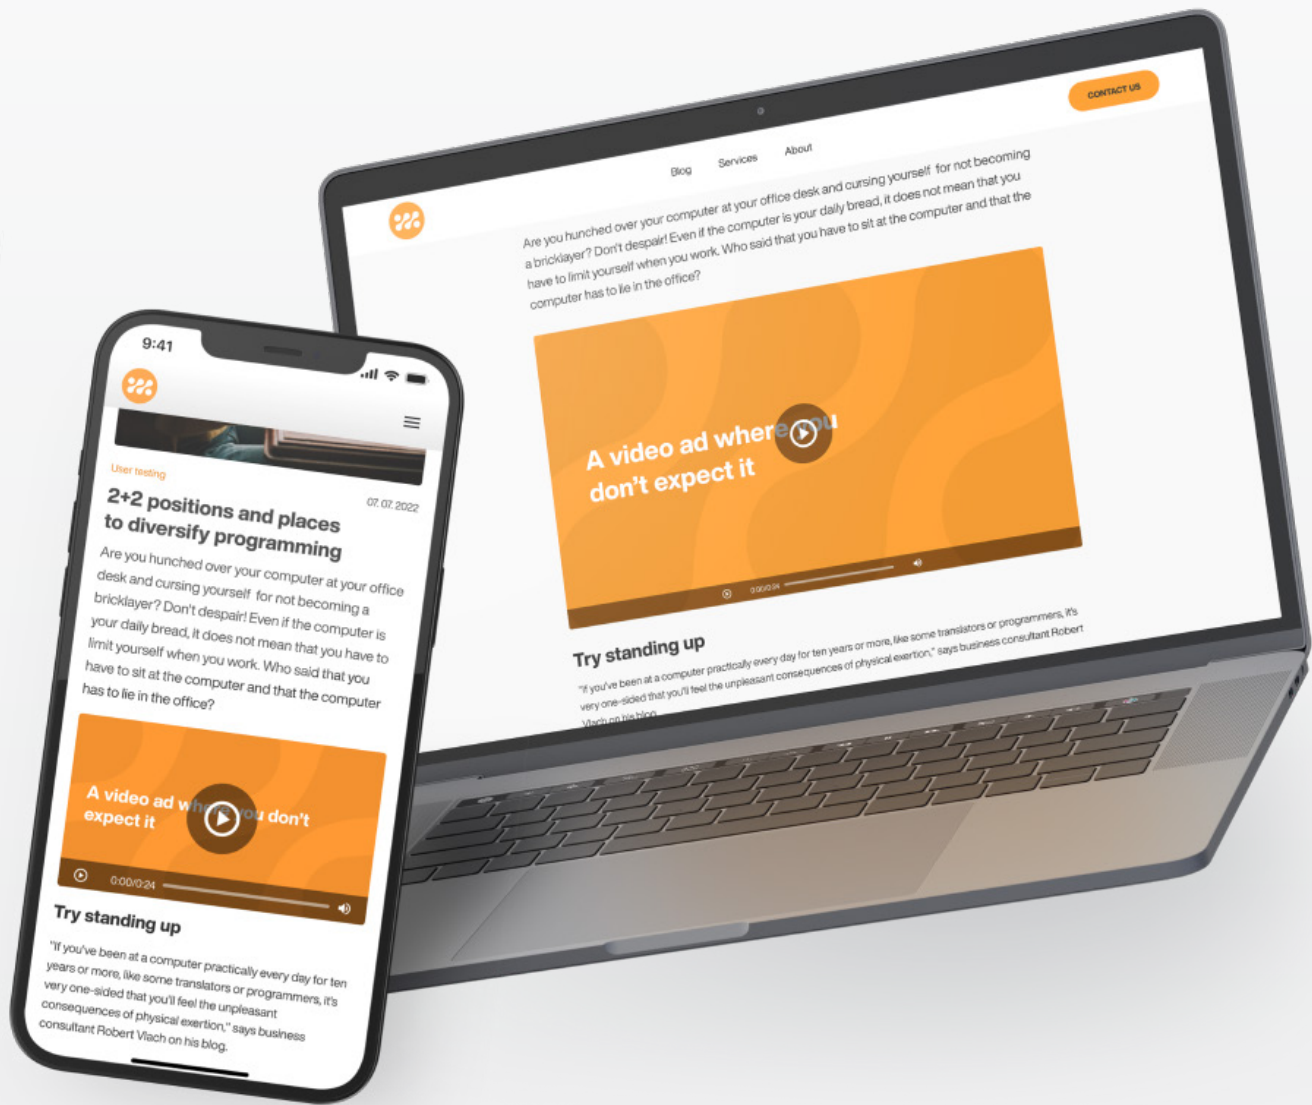 CONTACT US
Blog
Services
About
Are you hunched over your computer at your office desk and cursing yourself for not becoming
a bricklayer? Don't despair! Even if the computer is your daily bread, it does not mean that you
have to limit yourself when you work. Who said that you have to sit at the computer and that the
computer has to lie in the office?
A video ad where you
don't expect it
0:00/0:24
Try standing up
"If you've been at a computer practically every day for ten years or more, like some translators or programmers, it's
very one-sided that you'll feel the unpleasant consequences of physical exertion," says business consultant Robert
Vlach on his blog.
9:41
User testing
07. 07. 2022
2+2 positions and places
to diversify programming
Are you hunched over your computer at your office
desk and cursing yourself for not becoming a
bricklayer? Don't despair! Even if the computer is
your daily bread, it does not mean that you have to
limit yourself when you work. Who said that you
have to sit at the computer and that the computer
has to lie in the office?
A video ad where you don't
expect it
0:00/0:24
Try standing up
"If you've been at a computer practically every day for ten
years or more, like some translators or programmers, it's
very one-sided that you'll feel the unpleasant
consequences of physical exertion," says business
consultant Robert Vlach on his blog.